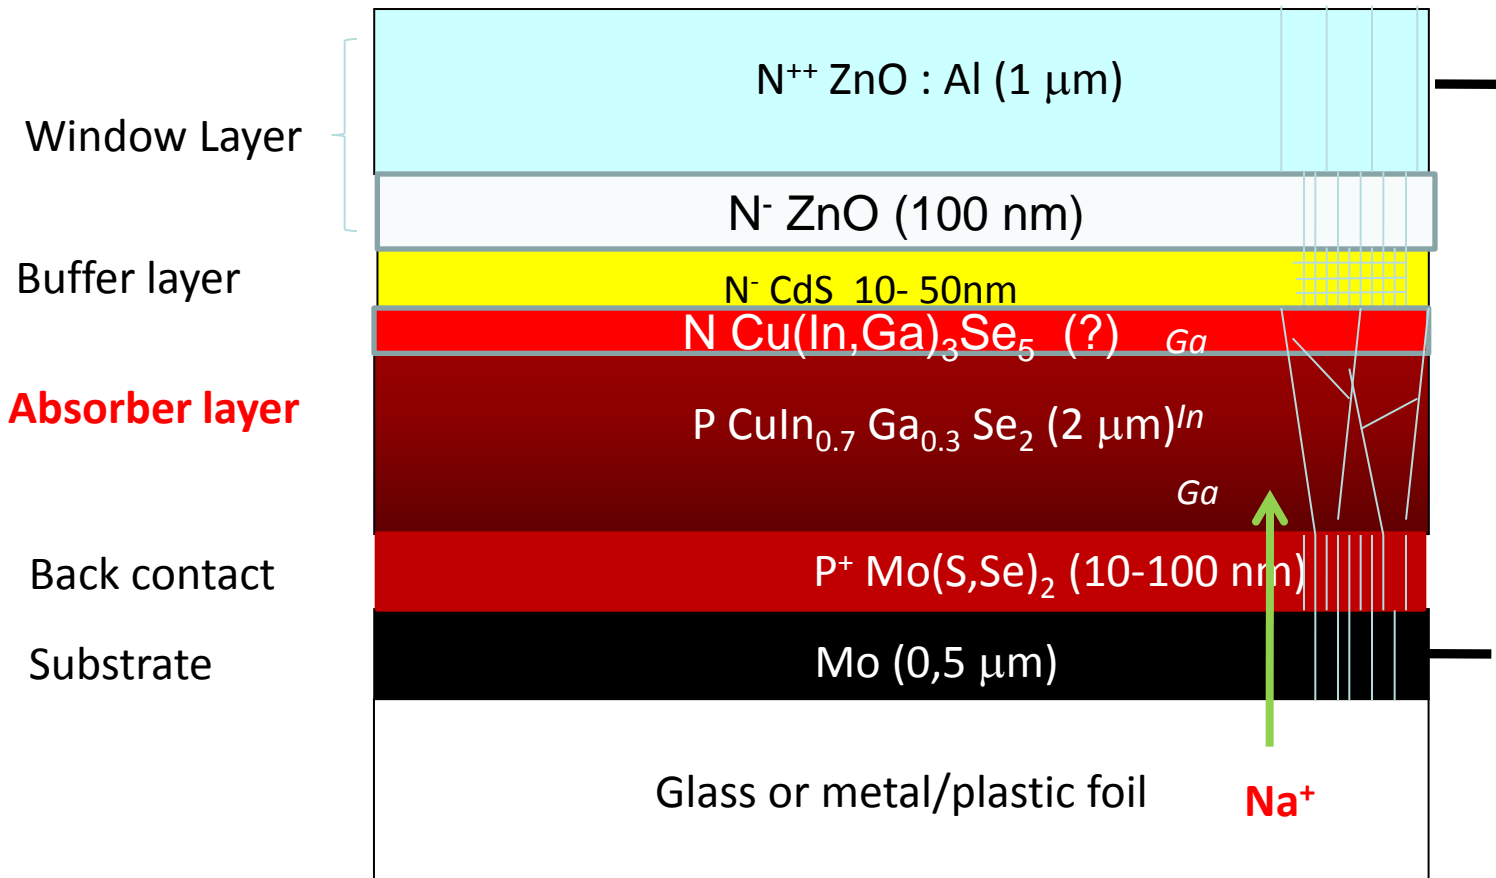 N⁺⁺ ZnO : Al (1 μm)
Window Layer
N⁻ ZnO (100 nm)
Buffer layer
N⁻ CdS 10- 50nm
N Cu(In,Ga)₃Se₅ (?) Ga
Absorber layer
P CuIn₀.₇ Ga₀.₃ Se₂ (2 μm) In
Ga
Back contact
P⁺ Mo(S,Se)₂ (10-100 nm)
Substrate
Mo (0,5 μm)
Glass or metal/plastic foil
Na⁺